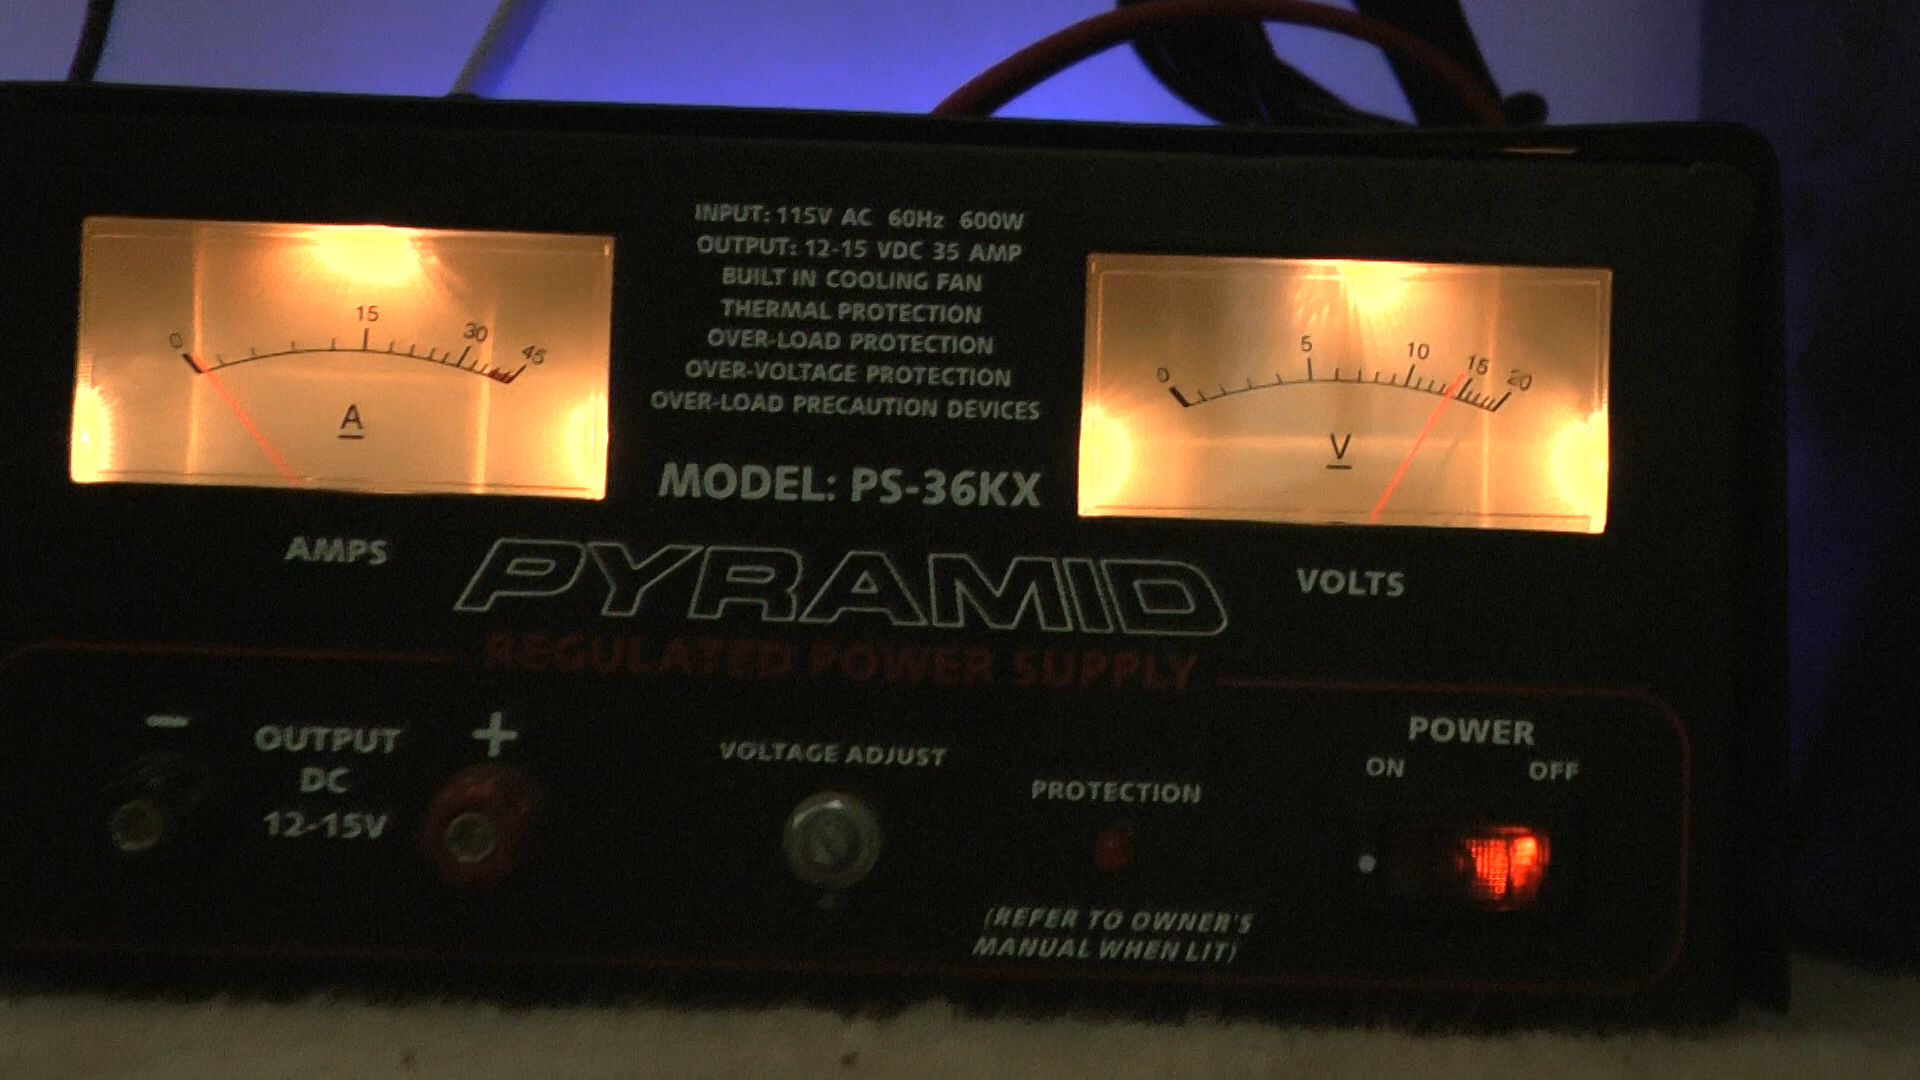 INPUT: 115V AC 60Hz 600W
OUTPUT: 12-15 VDC 35 AMP
BUILT IN COOLING FAN
THERMAL PROTECTION
OVER-LOAD PROTECTION
OVER-VOLTAGE PROTECTION
OVER-LOAD PRECAUTION DEVICES
MODEL: PS-36KX
0 15 30 45
A
AMPS
0 5 10 15 20
V
VOLTS
PYRAMID
REGULATED POWER SUPPLY
− OUTPUT +
DC
12-15V
VOLTAGE ADJUST
PROTECTION
(REFER TO OWNER'S
MANUAL WHEN LIT)
POWER
ON OFF